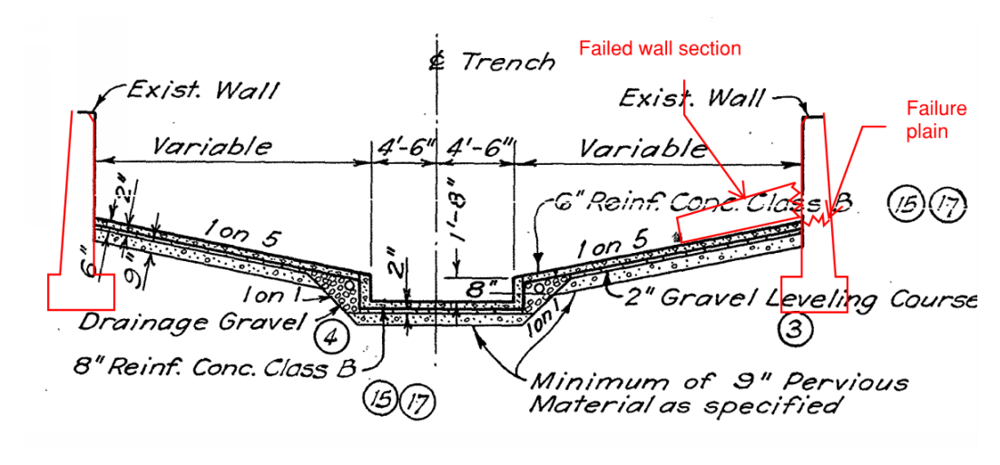 Failed wall section
℄ Trench
Exist. Wall
Exist. Wall
Failure
plain
Variable
4'-6"
4'-6"
Variable
2"
1'-8"
6" Reinf. Conc. Class B
15 17
1 on 5
1 on 5
6"
9"
2"
8"
1 on 1
2" Gravel Leveling Course
Drainage Gravel
4
1 on 1
3
8" Reinf. Conc. Class B
15 17
Minimum of 9" Pervious
Material as specified